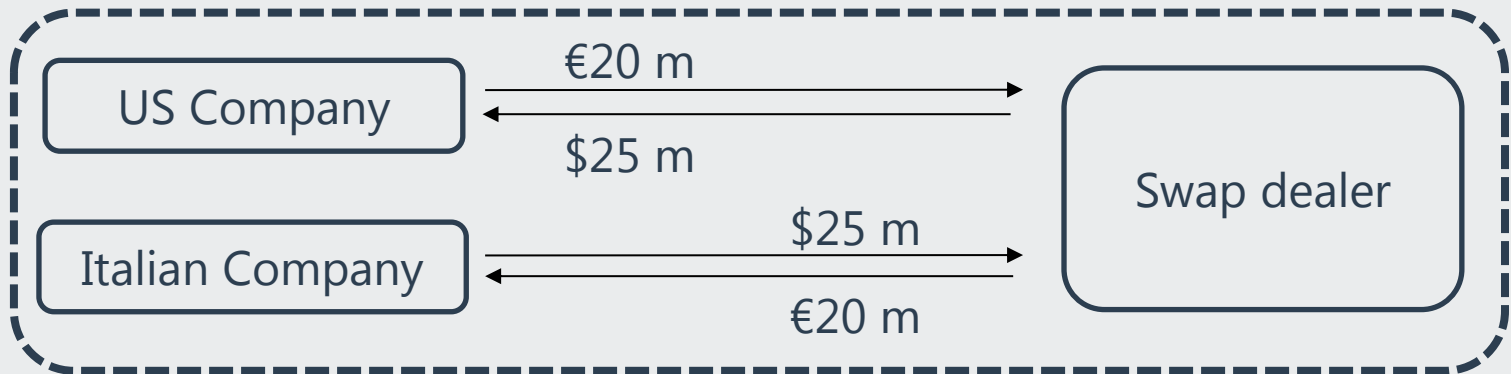 €20 m
US Company
$25 m
Swap dealer
$25 m
Italian Company
€20 m